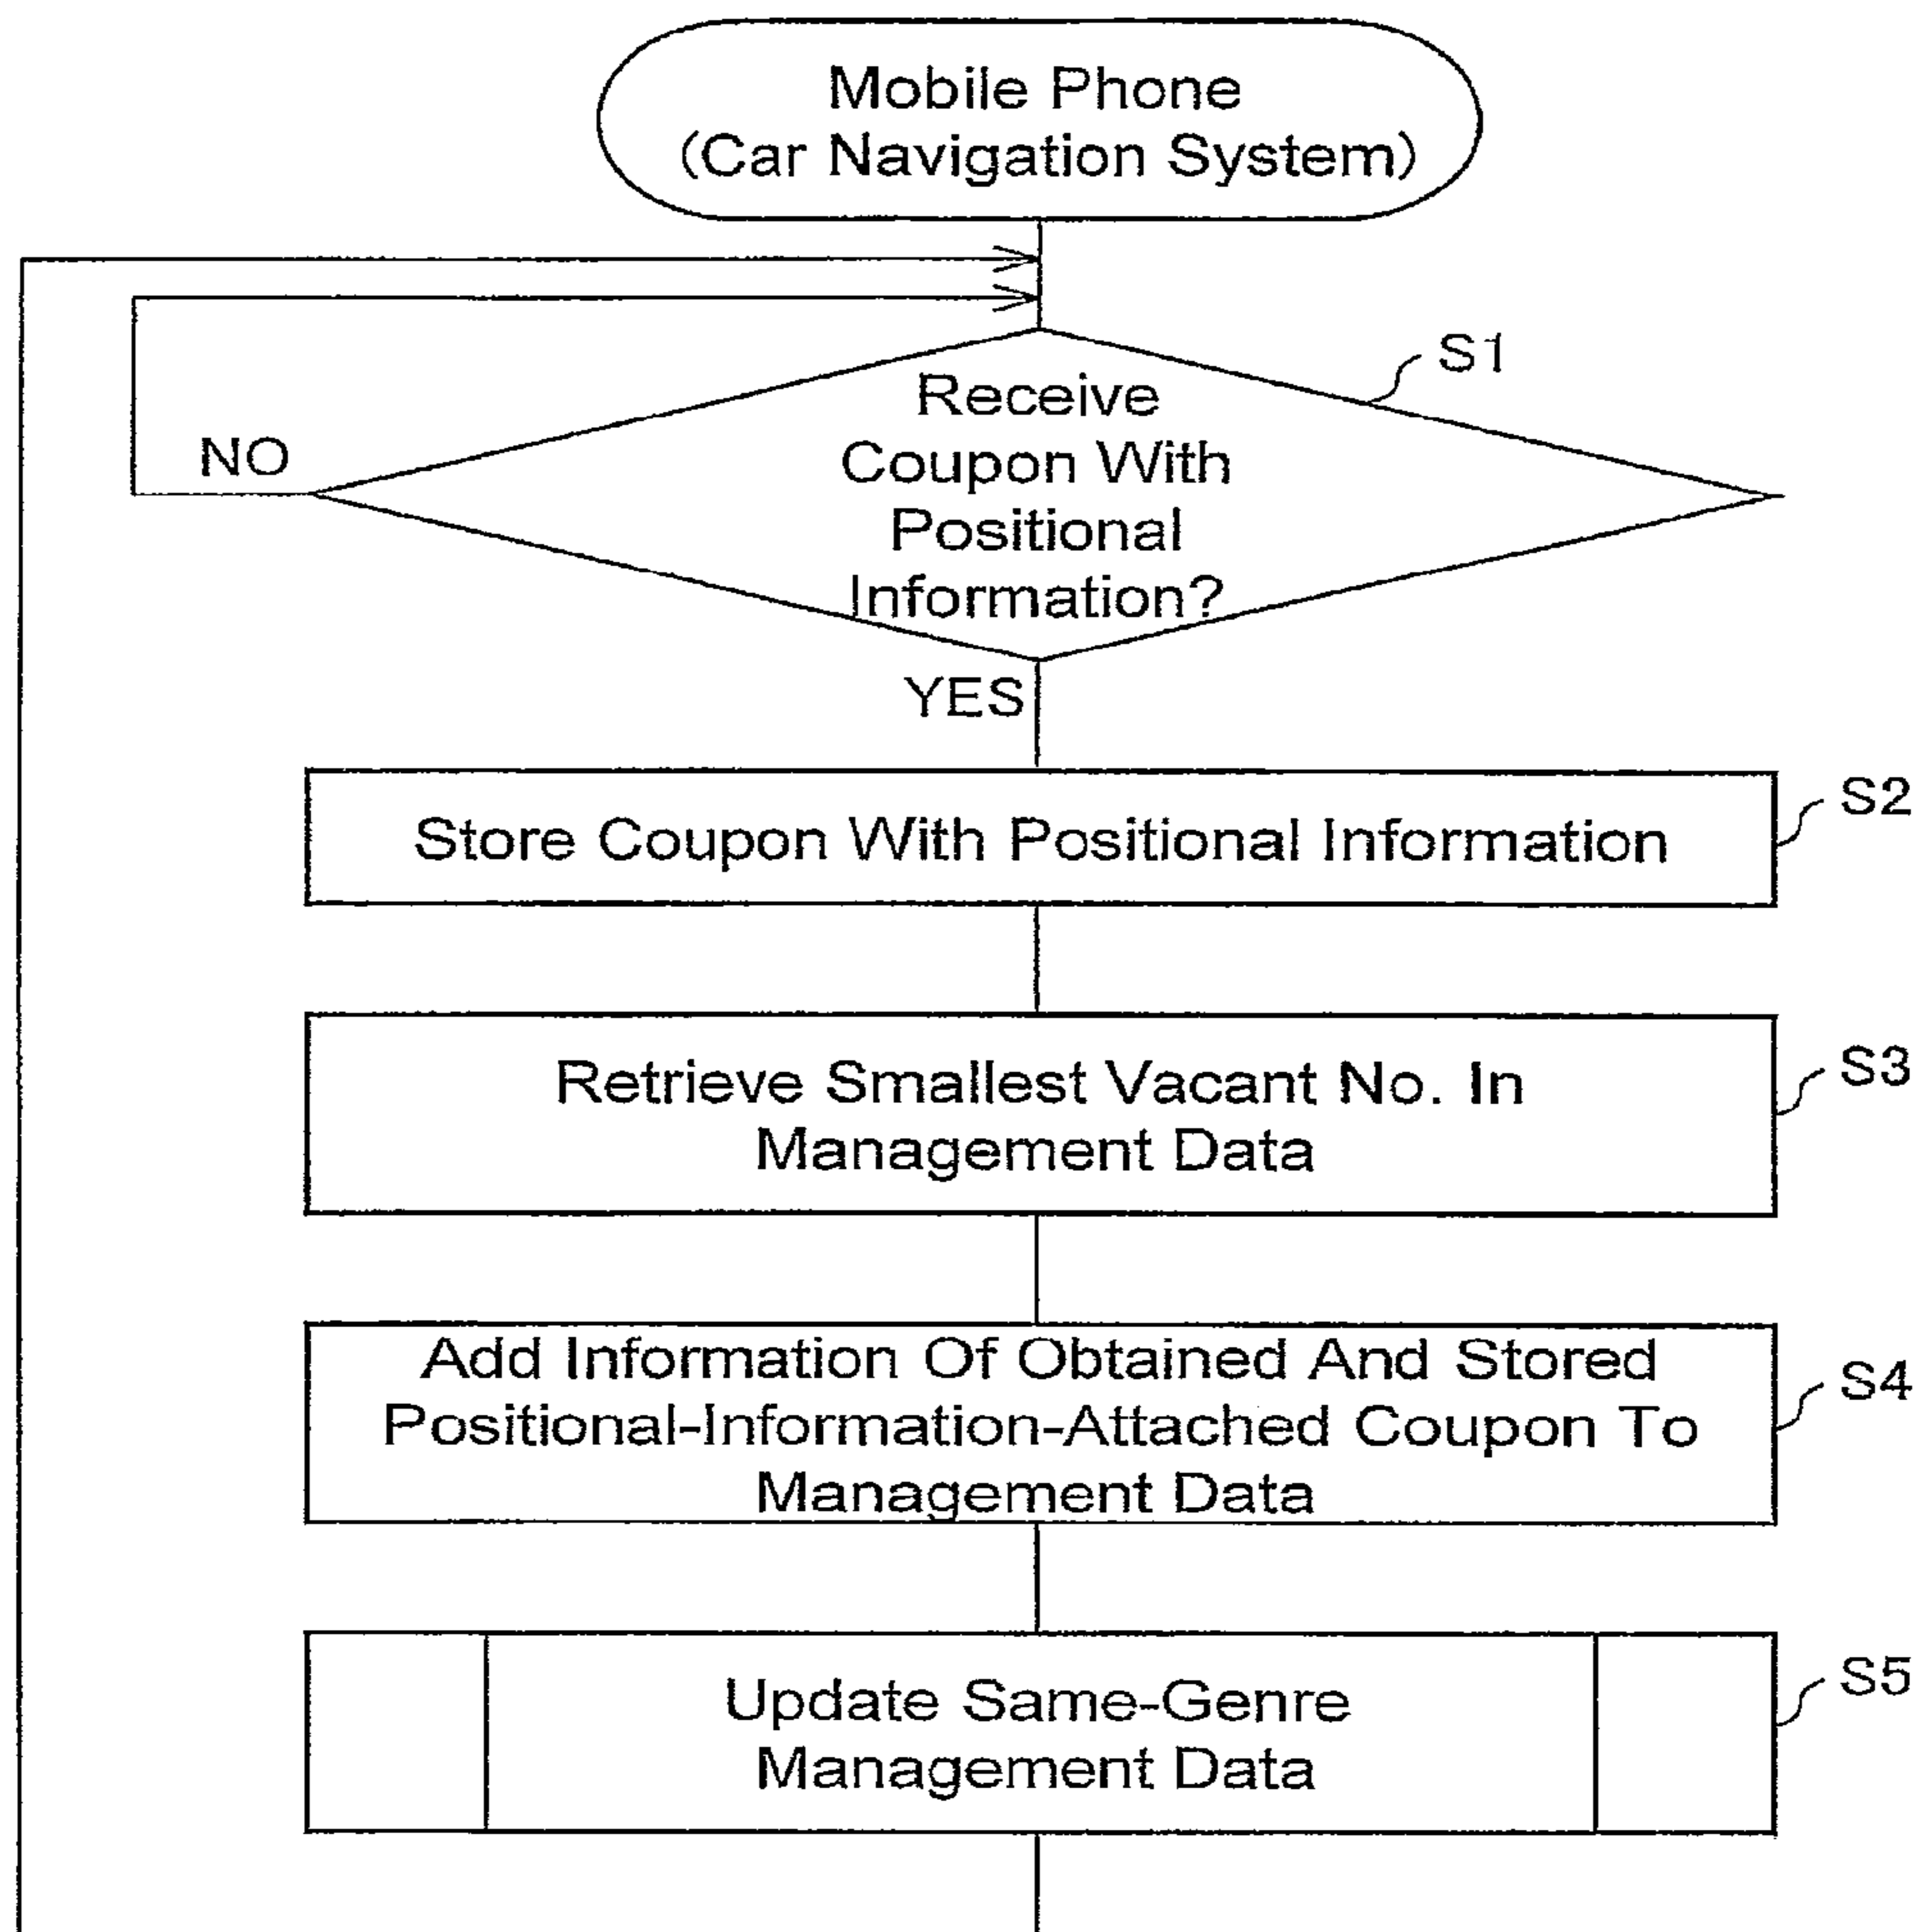 Mobile Phone
(Car Navigation System)
S1
Receive
Coupon With
Positional
Information?
NO
YES
Store Coupon With Positional Information
S2
Retrieve Smallest Vacant No. In
Management Data
S3
Add Information Of Obtained And Stored
Positional-Information-Attached Coupon To
Management Data
S4
Update Same-Genre
Management Data
S5